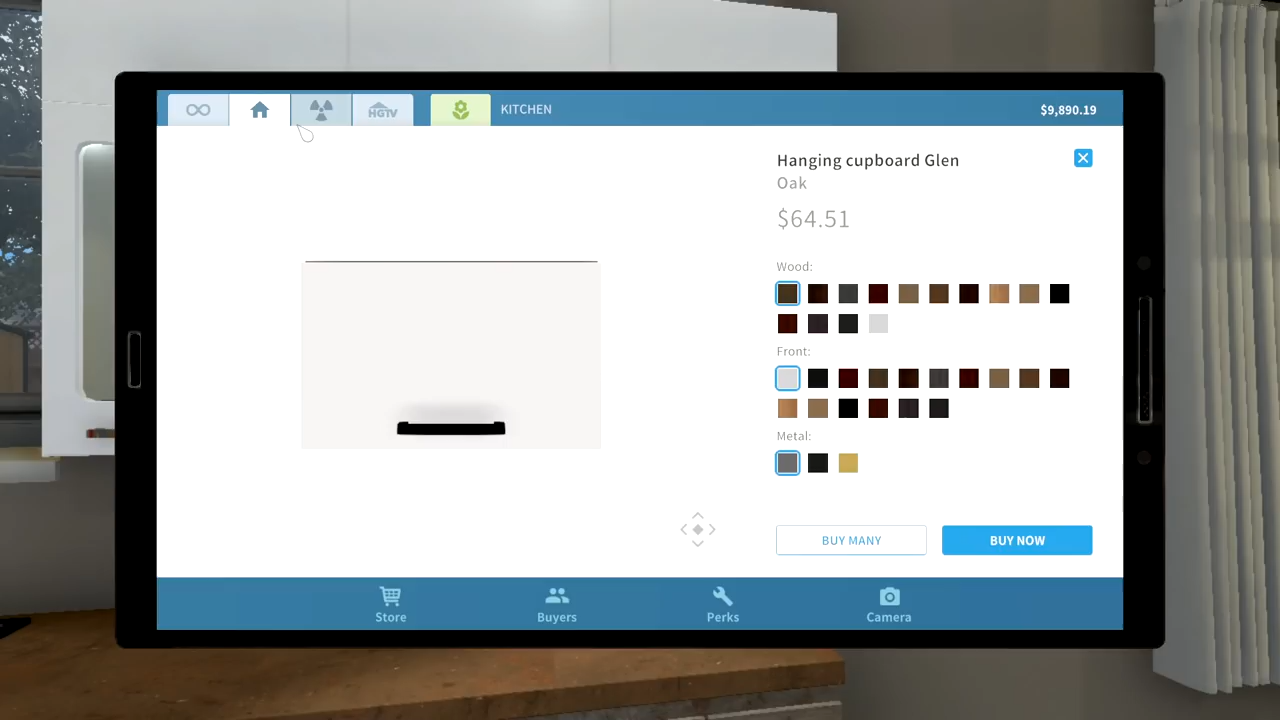 HGTV
KITCHEN
$9,890.19
Hanging cupboard Glen
Oak
$64.51
Wood:
Front:
Metal:
BUY MANY
BUY NOW
Store
Buyers
Perks
Camera